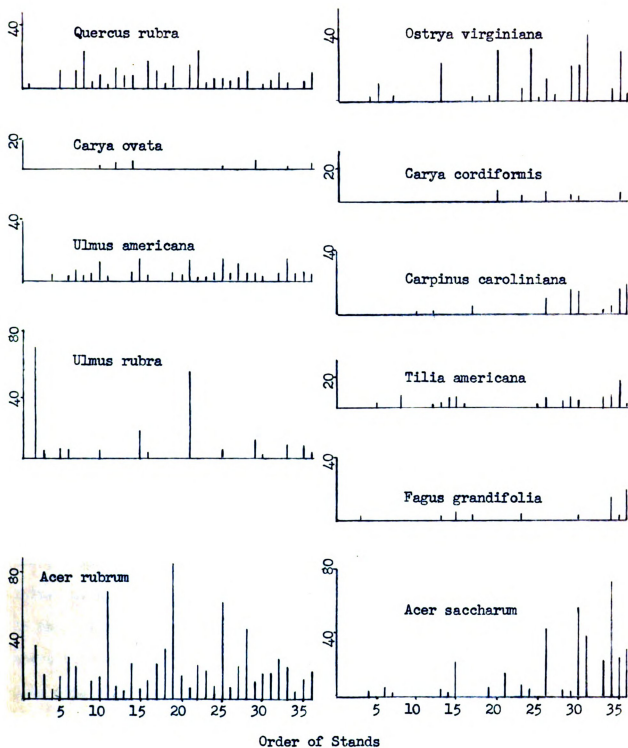 40
Quercus rubra
20
Carya ovata
40
Ulmus americana
80
40
Ulmus rubra
80
40
Acer rubrum
5 10 15 20 25 30 35
40
Ostrya virginiana
20
Carya cordiformis
40
Carpinus caroliniana
20
Tilia americana
40
Fagus grandifolia
80
40
Acer saccharum
5 10 15 20 25 30 35
Order of Stands